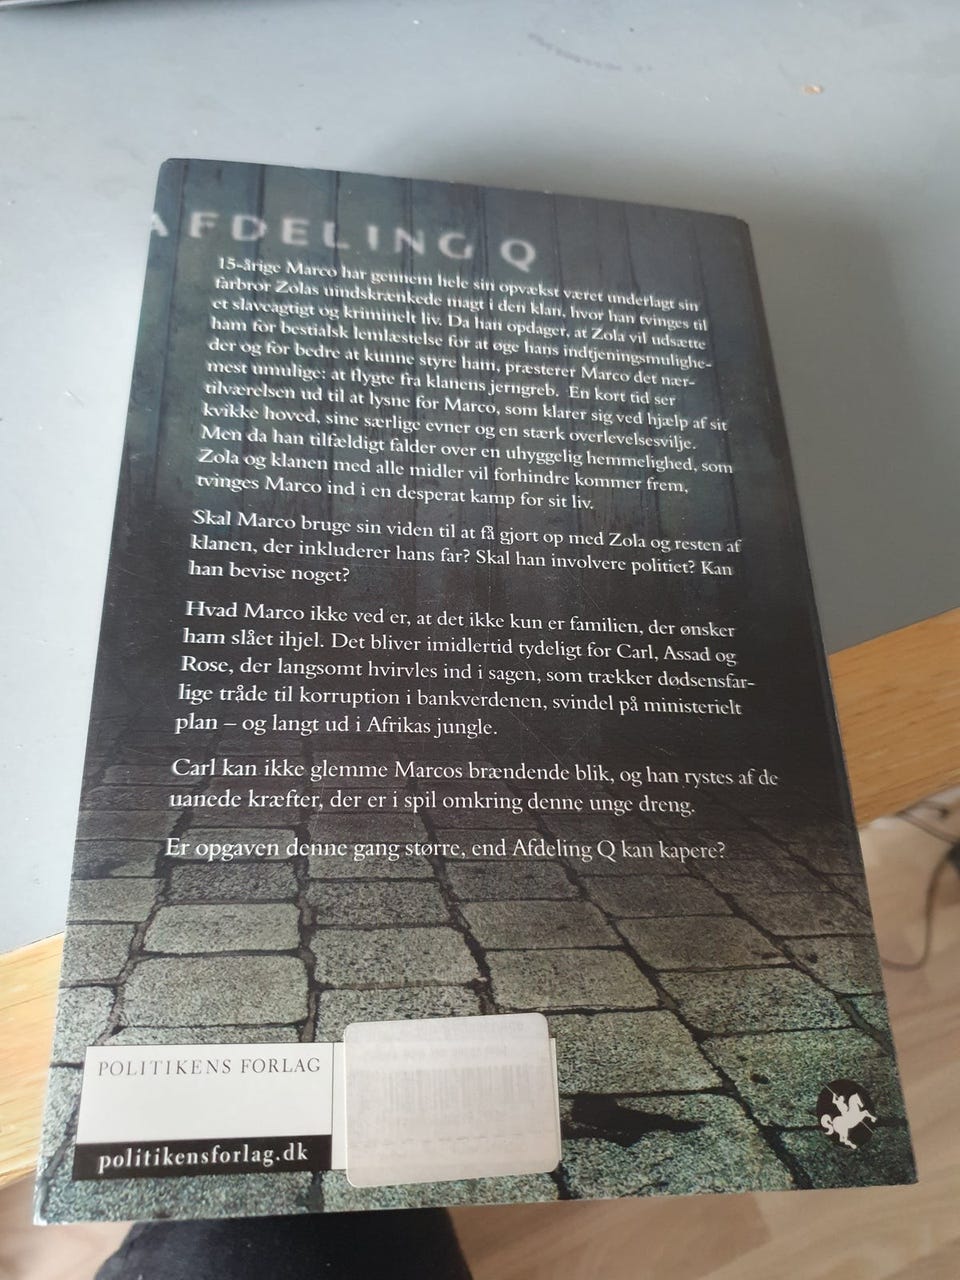 AFDELING Q
15-årige Marco har gennem hele sin opvækst været underlagt sin
farbror Zolas uindskrænkede magt i den klan, hvor han tvinges til
et slaveagtigt og kriminelt liv. Da han opdager, at Zola vil udsætte
ham for bestialsk lemlæstelse for at øge hans indtjeningsmulighe-
der og for bedre at kunne styre ham, præsterer Marco det nær-
mest umulige: at flygte fra klanens jerngreb. En kort tid ser
tilværelsen ud til at lysne for Marco, som klarer sig ved hjælp af sit
kvikke hoved, sine særlige evner og en stærk overlevelsesvilje.
Men da han tilfældigt falder over en uhyggelig hemmelighed, som
Zola og klanen med alle midler vil forhindre kommer frem,
tvinges Marco ind i en desperat kamp for sit liv.
Skal Marco bruge sin viden til at få gjort op med Zola og resten af
klanen, der inkluderer hans far? Skal han involvere politiet? Kan
han bevise noget?
Hvad Marco ikke ved er, at det ikke kun er familien, der ønsker
ham slået ihjel. Det bliver imidlertid tydeligt for Carl, Assad og
Rose, der langsomt hvirvles ind i sagen, som trækker dødsensfar-
lige tråde til korruption i bankverdenen, svindel på ministerielt
plan – og langt ud i Afrikas jungle.
Carl kan ikke glemme Marcos brændende blik, og han rystes af de
uanede kræfter, der er i spil omkring denne unge dreng.
Er opgaven denne gang større, end Afdeling Q kan kapere?
POLITIKENS FORLAG
politikensforlag.dk